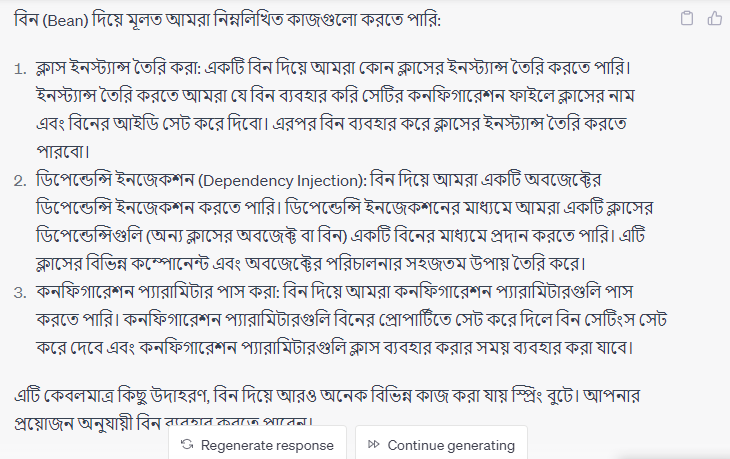 বিন (Bean) দিয়ে মূলত আমরা নিম্নলিখিত কাজগুলো করতে পারি:
1. ক্লাস ইনস্ট্যান্স তৈরি করা: একটি বিন দিয়ে আমরা কোন ক্লাসের ইনস্ট্যান্স তৈরি করতে পারি।
ইনস্ট্যান্স তৈরি করতে আমরা যে বিন ব্যবহার করি সেটির কনফিগারেশন ফাইলে ক্লাসের নাম
এবং বিনের আইডি সেট করে দিবো। এরপর বিন ব্যবহার করে ক্লাসের ইনস্ট্যান্স তৈরি করতে
পারবো।
2. ডিপেন্ডেন্সি ইনজেকশন (Dependency Injection): বিন দিয়ে আমরা একটি অবজেক্টের
ডিপেন্ডেন্সি ইনজেকশন করতে পারি। ডিপেন্ডেন্সি ইনজেকশনের মাধ্যমে আমরা একটি ক্লাসের
ডিপেন্ডেন্সিগুলি (অন্য ক্লাসের অবজেক্ট বা বিন) একটি বিনের মাধ্যমে প্রদান করতে পারি। এটি
ক্লাসের বিভিন্ন কম্পোনেন্ট এবং অবজেক্টের পরিচালনার সহজতম উপায় তৈরি করে।
3. কনফিগারেশন প্যারামিটার পাস করা: বিন দিয়ে আমরা কনফিগারেশন প্যারামিটারগুলি পাস
করতে পারি। কনফিগারেশন প্যারামিটারগুলি বিনের প্রোপার্টিতে সেট করে দিলে বিন সেটিংস সেট
করে দেবে এবং কনফিগারেশন প্যারামিটারগুলি ক্লাস ব্যবহার করার সময় ব্যবহার করা যাবে।
এটি কেবলমাত্র কিছু উদাহরণ, বিন দিয়ে আরও অনেক বিভিন্ন কাজ করা যায় স্প্রিং বুটে। আপনার
প্রয়োজন অনুযায়ী বিন ব্যবহার করতে পারেন।
Regenerate response
Continue generating